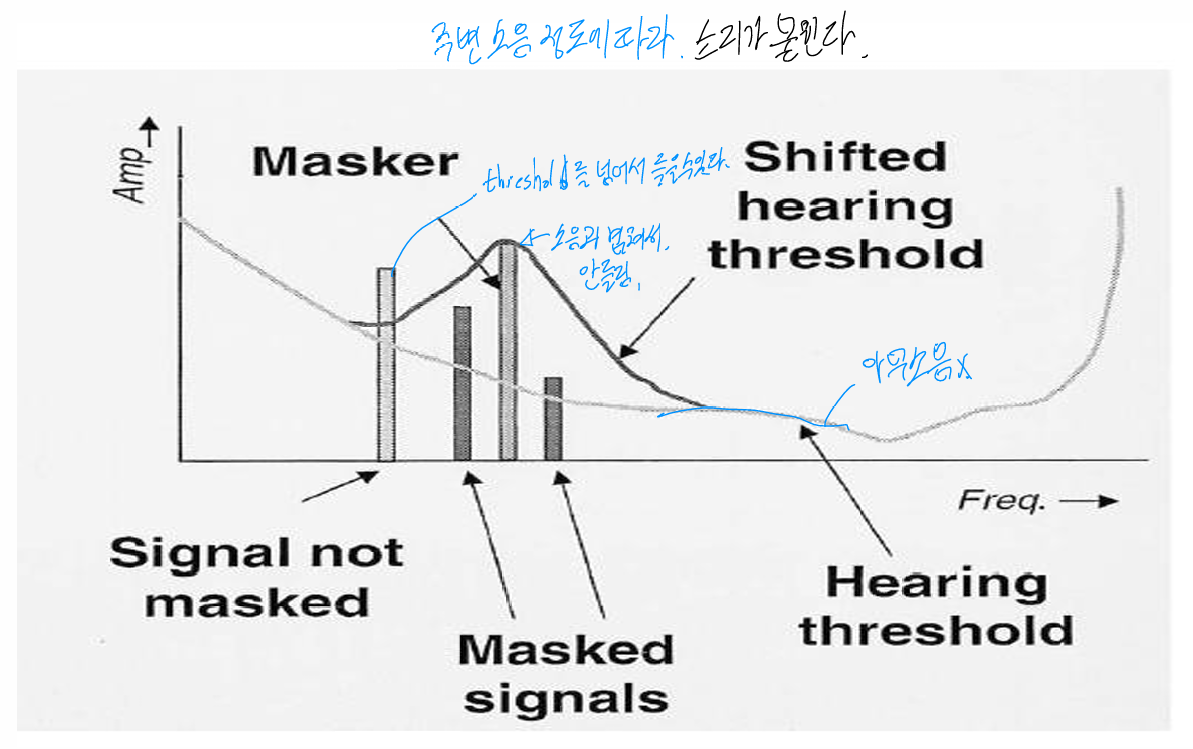 주변 소음 정도에 따라. 소리가 묻힌다.
Amp
Masker
threshold를 넘어서 들을수있다.
Shifted
hearing
threshold
소음과 겹쳐서.
안들림.
아무소음x
Freq.
Signal not
masked
Hearing
threshold
Masked
signals